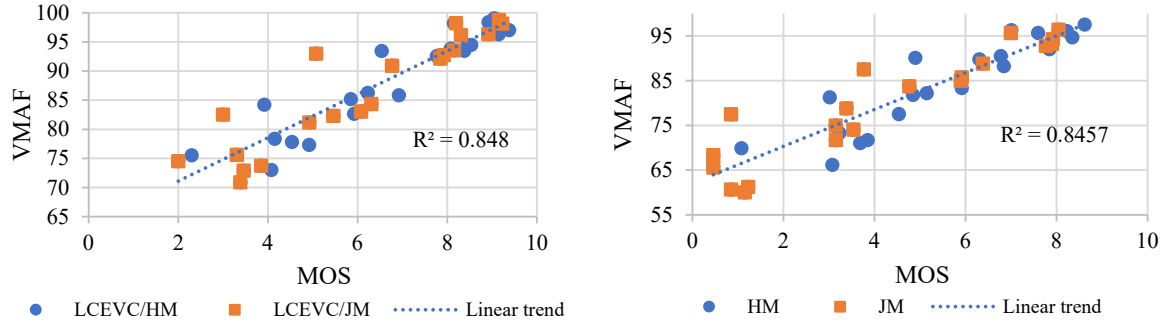 100
95
90
85
80
75
70
65
VMAF
0 2 4 6 8 10
MOS
R² = 0.848
LCEVC/HM LCEVC/JM Linear trend
95
85
75
65
55
VMAF
0 2 4 6 8 10
MOS
R² = 0.8457
HM JM Linear trend